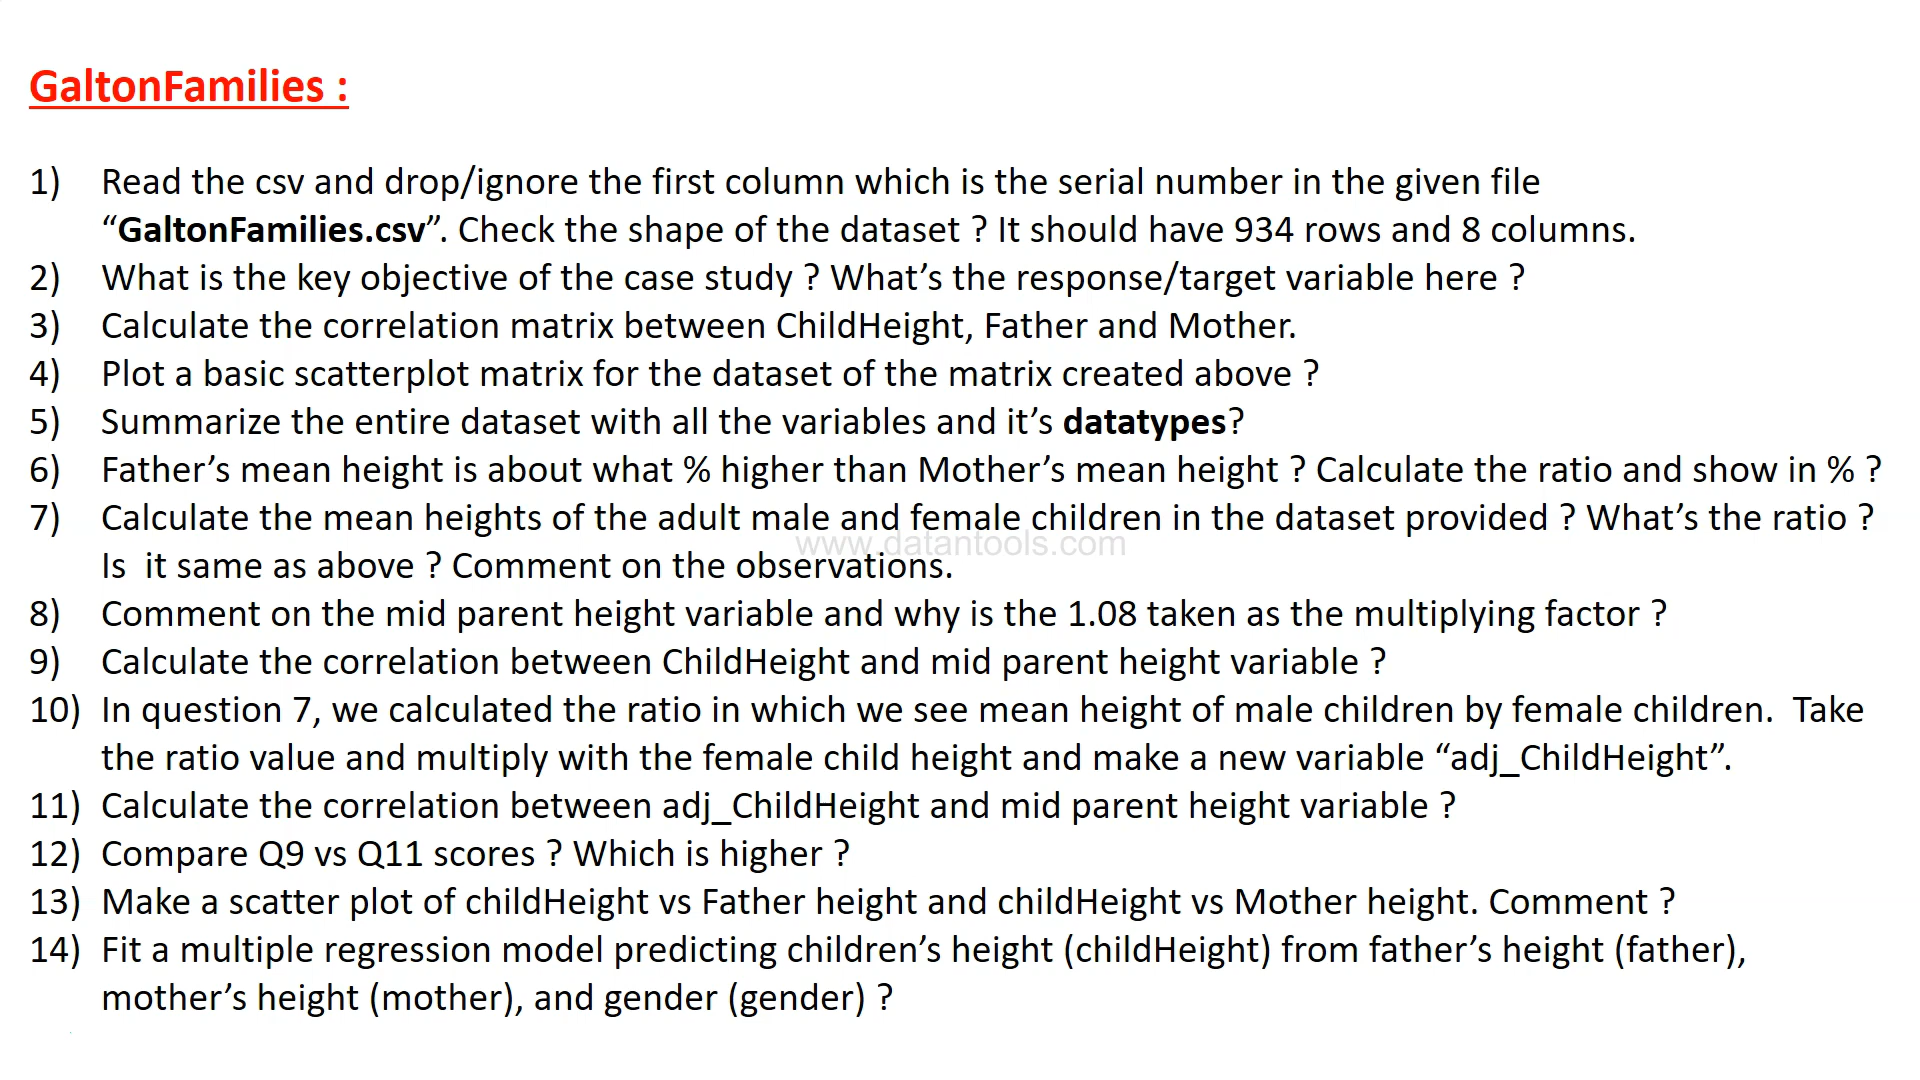 GaltonFamilies :
1) Read the csv and drop/ignore the first column which is the serial number in the given file
“GaltonFamilies.csv”. Check the shape of the dataset ? It should have 934 rows and 8 columns.
2) What is the key objective of the case study ? What’s the response/target variable here ?
3) Calculate the correlation matrix between ChildHeight, Father and Mother.
4) Plot a basic scatterplot matrix for the dataset of the matrix created above ?
5) Summarize the entire dataset with all the variables and it’s datatypes?
6) Father’s mean height is about what % higher than Mother’s mean height ? Calculate the ratio and show in % ?
7) Calculate the mean heights of the adult male and female children in the dataset provided ? What’s the ratio ?
www.datantools.com
Is it same as above ? Comment on the observations.
8) Comment on the mid parent height variable and why is the 1.08 taken as the multiplying factor ?
9) Calculate the correlation between ChildHeight and mid parent height variable ?
10) In question 7, we calculated the ratio in which we see mean height of male children by female children. Take
the ratio value and multiply with the female child height and make a new variable “adj_ChildHeight”.
11) Calculate the correlation between adj_ChildHeight and mid parent height variable ?
12) Compare Q9 vs Q11 scores ? Which is higher ?
13) Make a scatter plot of childHeight vs Father height and childHeight vs Mother height. Comment ?
14) Fit a multiple regression model predicting children’s height (childHeight) from father’s height (father),
mother’s height (mother), and gender (gender) ?